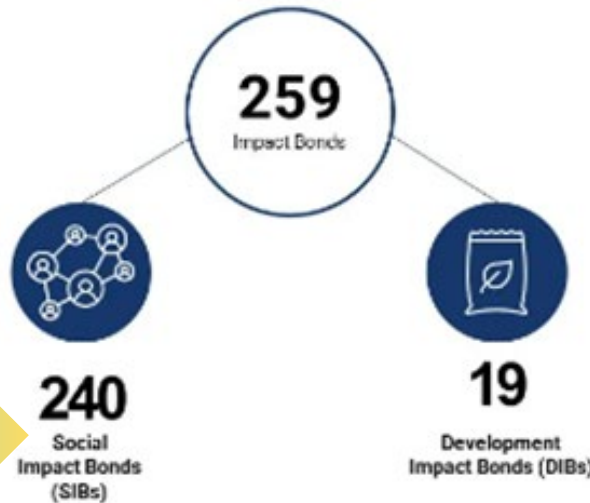 259
Impact Bonds
240
Social
Impact Bonds
(SIBs)
19
Development
Impact Bonds (DIBs)